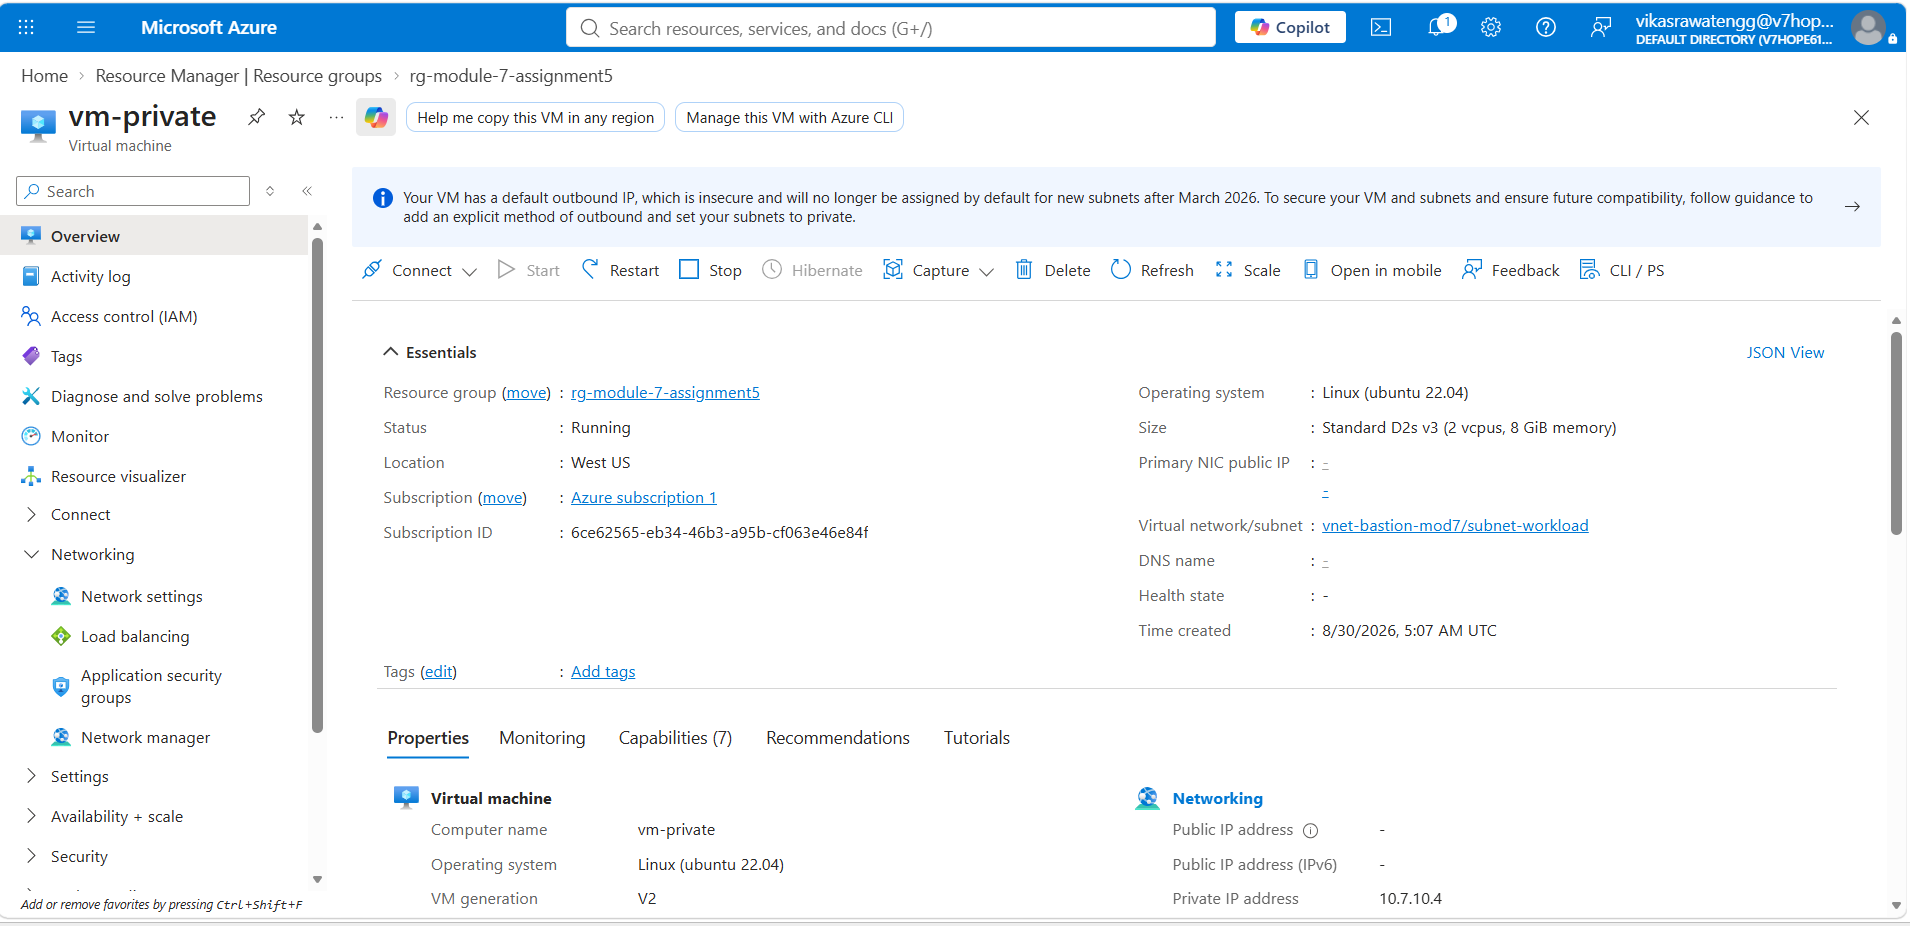 Microsoft Azure
Search resources, services, and docs (G+/)
Copilot
1
vikasrawatengg@v7hop...
DEFAULT DIRECTORY (V7HOPE61...
Home > Resource Manager | Resource groups > rg-module-7-assignment5
vm-private
Virtual machine
Help me copy this VM in any region
Manage this VM with Azure CLI
Search
Overview
Activity log
Access control (IAM)
Tags
Diagnose and solve problems
Monitor
Resource visualizer
Connect
Networking
Network settings
Load balancing
Application security
groups
Network manager
Settings
Availability + scale
Security
Add or remove favorites by pressing Ctrl+Shift+F
Your VM has a default outbound IP, which is insecure and will no longer be assigned by default for new subnets after March 2026. To secure your VM and subnets and ensure future compatibility, follow guidance to
add an explicit method of outbound and set your subnets to private.
Connect
Start
Restart
Stop
Hibernate
Capture
Delete
Refresh
Scale
Open in mobile
Feedback
CLI / PS
Essentials
JSON View
Resource group (move) : rg-module-7-assignment5
Status : Running
Location : West US
Subscription (move) : Azure subscription 1
Subscription ID : 6ce62565-eb34-46b3-a95b-cf063e46e84f
Operating system : Linux (ubuntu 22.04)
Size : Standard D2s v3 (2 vcpus, 8 GiB memory)
Primary NIC public IP : -
-
Virtual network/subnet : vnet-bastion-mod7/subnet-workload
DNS name : -
Health state : -
Time created : 8/30/2026, 5:07 AM UTC
Tags (edit) : Add tags
Properties
Monitoring
Capabilities (7)
Recommendations
Tutorials
Virtual machine
Computer name vm-private
Operating system Linux (ubuntu 22.04)
VM generation V2
Networking
Public IP address -
Public IP address (IPv6) -
Private IP address 10.7.10.4